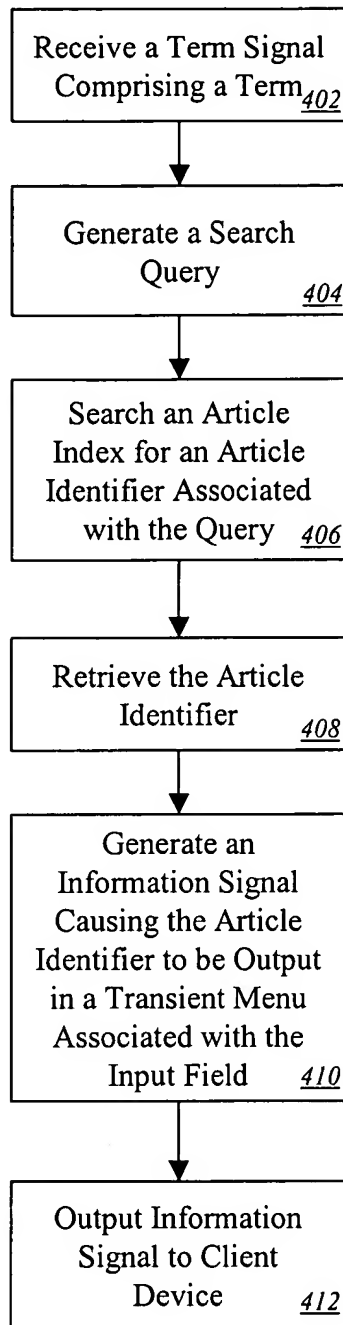 Receive a Term Signal
Comprising a Term
402
Generate a Search
Query
404
Search an Article
Index for an Article
Identifier Associated
with the Query 406
Retrieve the Article
Identifier
408
Generate an
Information Signal
Causing the Article
Identifier to be Output
in a Transient Menu
Associated with the
Input Field 410
Output Information
Signal to Client
Device 412